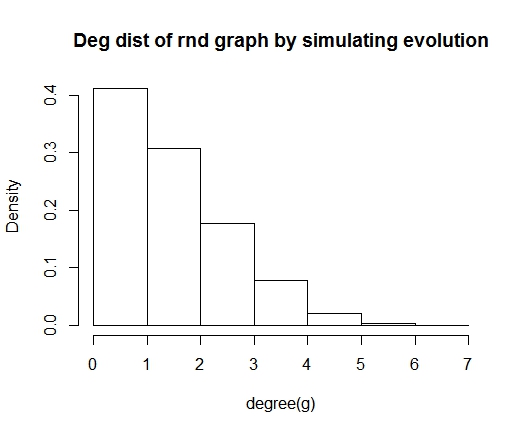 Deg dist of rnd graph by simulating evolution
0.4
0.3
0.2
0.1
0.0
Density
0 1 2 3 4 5 6 7
degree(g)